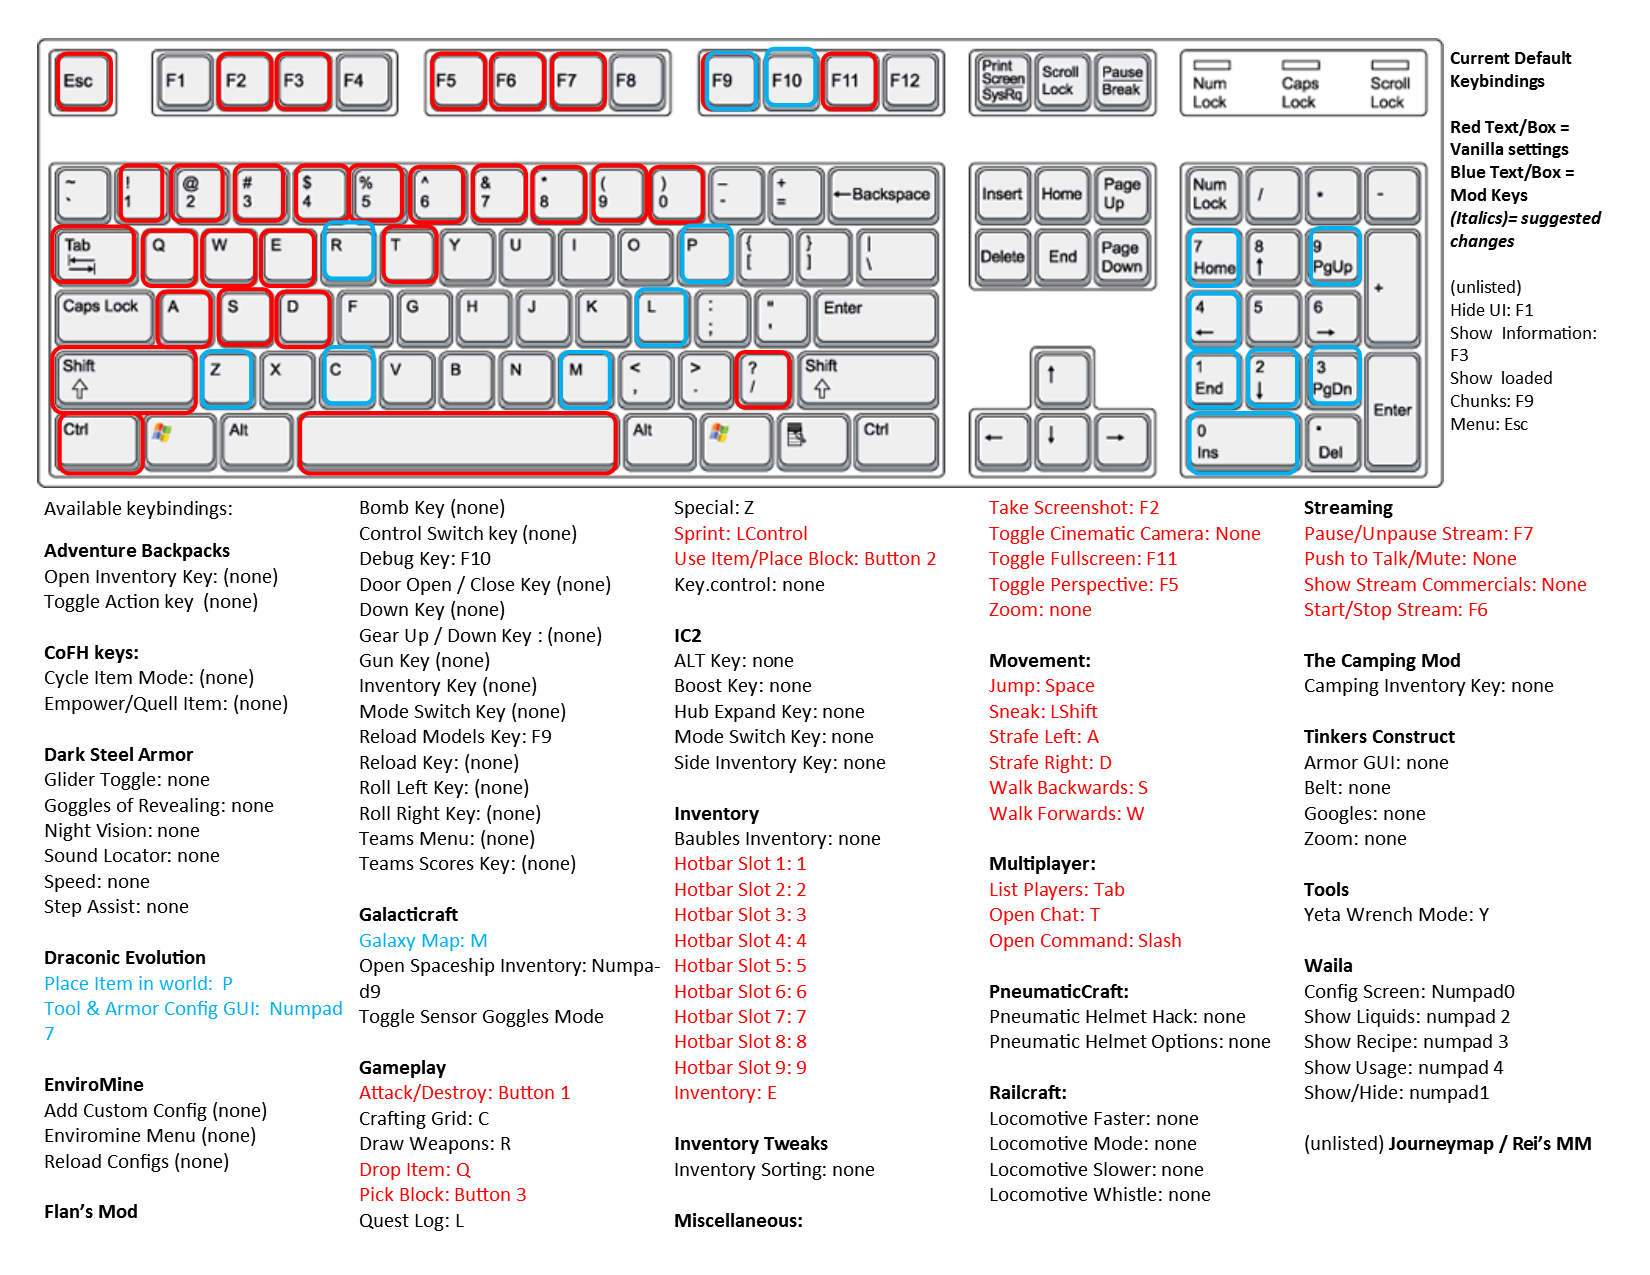 Esc
F1
F2
F3
F4
F5
F6
F7
F8
F9
F10
F11
F12
Print Screen SysRq
Scroll Lock
Pause Break
Num Lock
Caps Lock
Scroll Lock
~ `
! 1
@ 2
# 3
$ 4
% 5
^ 6
& 7
* 8
( 9
) 0
– -
+ =
←Backspace
Insert
Home
Page Up
Num Lock
/
*
-
Tab
Q
W
E
R
T
Y
U
I
O
P
{ [
} ]
| \
Delete
End
Page Down
7 Home
8 ↑
9 PgUp
+
Caps Lock
A
S
D
F
G
H
J
K
L
: ;
" '
Enter
4 ←
5
6 →
Shift ⇧
Z
X
C
V
B
N
M
< ,
> .
? /
Shift ⇧
↑
1 End
2 ↓
3 PgDn
Enter
Ctrl
Alt
Alt
Ctrl
←
↓
→
0 Ins
. Del
Current Default
Keybindings
Red Text/Box =
Vanilla settings
Blue Text/Box =
Mod Keys
(Italics)= suggested
changes
(unlisted)
Hide UI: F1
Show Information:
F3
Show loaded
Chunks: F9
Menu: Esc
Available keybindings:
Adventure Backpacks
Open Inventory Key: (none)
Toggle Action key (none)
CoFH keys:
Cycle Item Mode: (none)
Empower/Quell Item: (none)
Dark Steel Armor
Glider Toggle: none
Goggles of Revealing: none
Night Vision: none
Sound Locator: none
Speed: none
Step Assist: none
Draconic Evolution
Place Item in world: P
Tool & Armor Config GUI: Numpad
7
EnviroMine
Add Custom Config (none)
Enviromine Menu (none)
Reload Configs (none)
Flan's Mod
Bomb Key (none)
Control Switch key (none)
Debug Key: F10
Door Open / Close Key (none)
Down Key (none)
Gear Up / Down Key : (none)
Gun Key (none)
Inventory Key (none)
Mode Switch Key (none)
Reload Models Key: F9
Reload Key: (none)
Roll Left Key: (none)
Roll Right Key: (none)
Teams Menu: (none)
Teams Scores Key: (none)
Galacticraft
Galaxy Map: M
Open Spaceship Inventory: Numpa-
d9
Toggle Sensor Goggles Mode
Gameplay
Attack/Destroy: Button 1
Crafting Grid: C
Draw Weapons: R
Drop Item: Q
Pick Block: Button 3
Quest Log: L
Special: Z
Sprint: LControl
Use Item/Place Block: Button 2
Key.control: none
IC2
ALT Key: none
Boost Key: none
Hub Expand Key: none
Mode Switch Key: none
Side Inventory Key: none
Inventory
Baubles Inventory: none
Hotbar Slot 1: 1
Hotbar Slot 2: 2
Hotbar Slot 3: 3
Hotbar Slot 4: 4
Hotbar Slot 5: 5
Hotbar Slot 6: 6
Hotbar Slot 7: 7
Hotbar Slot 8: 8
Hotbar Slot 9: 9
Inventory: E
Inventory Tweaks
Inventory Sorting: none
Miscellaneous:
Take Screenshot: F2
Toggle Cinematic Camera: None
Toggle Fullscreen: F11
Toggle Perspective: F5
Zoom: none
Movement:
Jump: Space
Sneak: LShift
Strafe Left: A
Strafe Right: D
Walk Backwards: S
Walk Forwards: W
Multiplayer:
List Players: Tab
Open Chat: T
Open Command: Slash
PneumaticCraft:
Pneumatic Helmet Hack: none
Pneumatic Helmet Options: none
Railcraft:
Locomotive Faster: none
Locomotive Mode: none
Locomotive Slower: none
Locomotive Whistle: none
Streaming
Pause/Unpause Stream: F7
Push to Talk/Mute: None
Show Stream Commercials: None
Start/Stop Stream: F6
The Camping Mod
Camping Inventory Key: none
Tinkers Construct
Armor GUI: none
Belt: none
Googles: none
Zoom: none
Tools
Yeta Wrench Mode: Y
Waila
Config Screen: Numpad0
Show Liquids: numpad 2
Show Recipe: numpad 3
Show Usage: numpad 4
Show/Hide: numpad1
(unlisted) Journeymap / Rei's MM